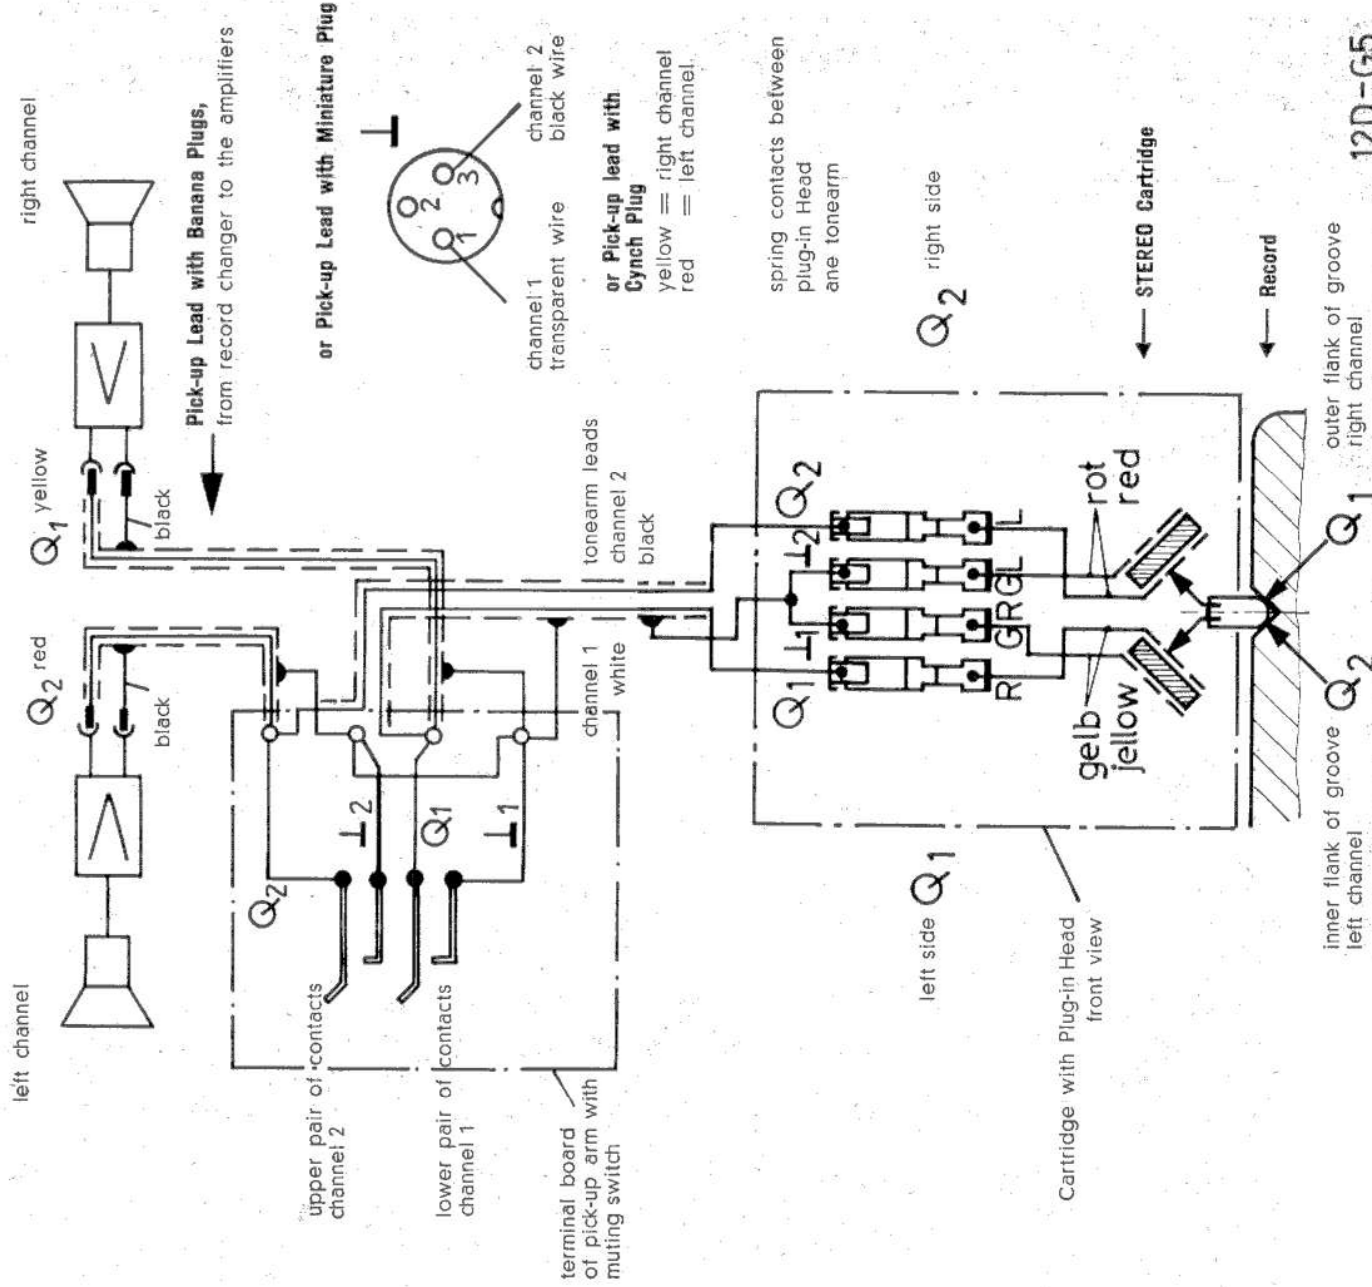 left channel
right channel
Q2 red
Q1 yellow
black
black
Pick-up Lead with Banana Plugs,
from record changer to the amplifiers
or Pick-up Lead with Miniature Plug
1
2
3
channel 1
transparent wire
channel 2
black wire
or Pick-up lead with
Cynch Plug
yellow = right channel
red = left channel
Q2
2
Q1
1
upper pair of contacts
channel 2
lower pair of contacts
channel 1
terminal board
of pick-up arm with
muting switch
channel 1
white
tonearm leads
channel 2
black
spring contacts between
plug-in Head
ane tonearm
left side Q1
Q2 right side
Q1
1
2
Q2
R
GR
GL
L
gelb
jellow
rot
red
STEREO Cartridge
Record
Cartridge with Plug-in Head
front view
inner flank of groove
left channel
Q2
Q1
outer flank of groove
right channel
12D-G5